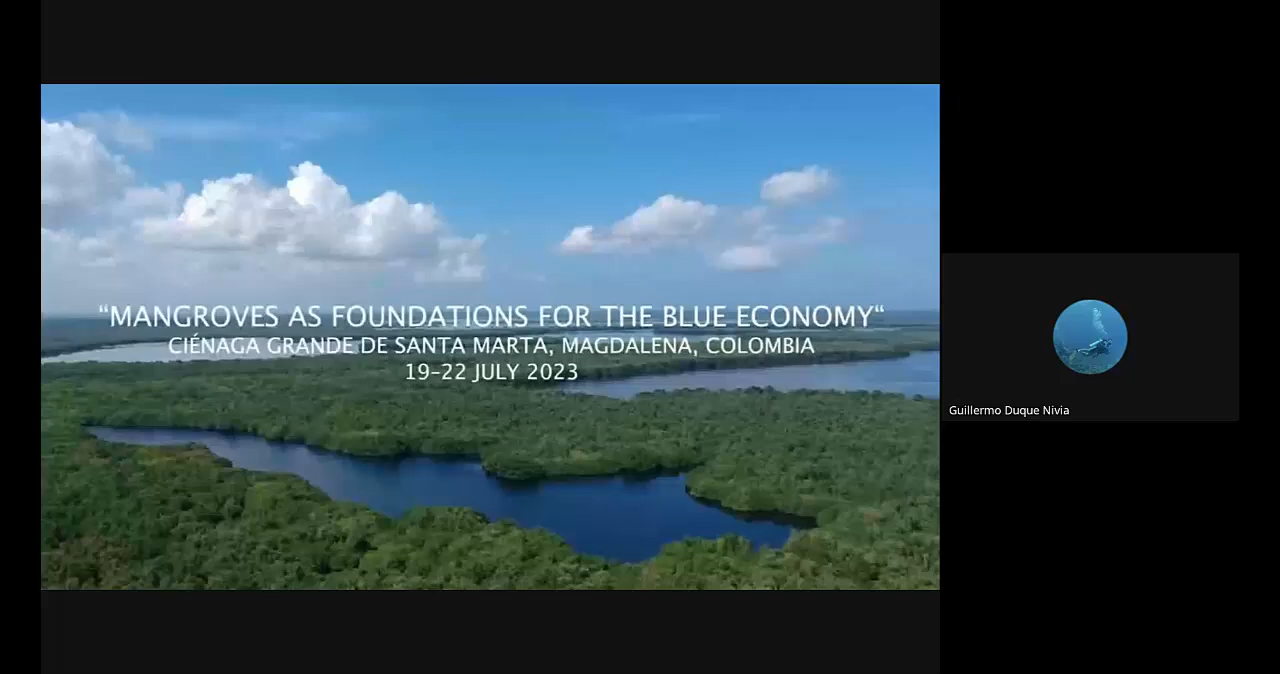 “MANGROVES AS FOUNDATIONS FOR THE BLUE ECONOMY“
CIÉNAGA GRANDE DE SANTA MARTA, MAGDALENA, COLOMBIA
19-22 JULY 2023
Guillermo Duque Nivia